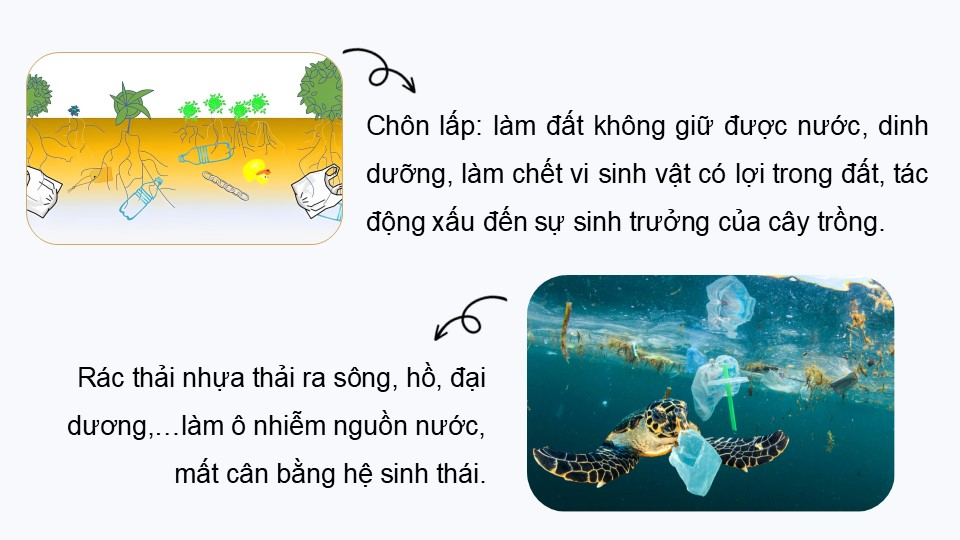 Chôn lấp: làm đất không giữ được nước, dinh
dưỡng, làm chết vi sinh vật có lợi trong đất, tác
động xấu đến sự sinh trưởng của cây trồng.
Rác thải nhựa thải ra sông, hồ, đại
dương,...làm ô nhiễm nguồn nước,
mất cân bằng hệ sinh thái.